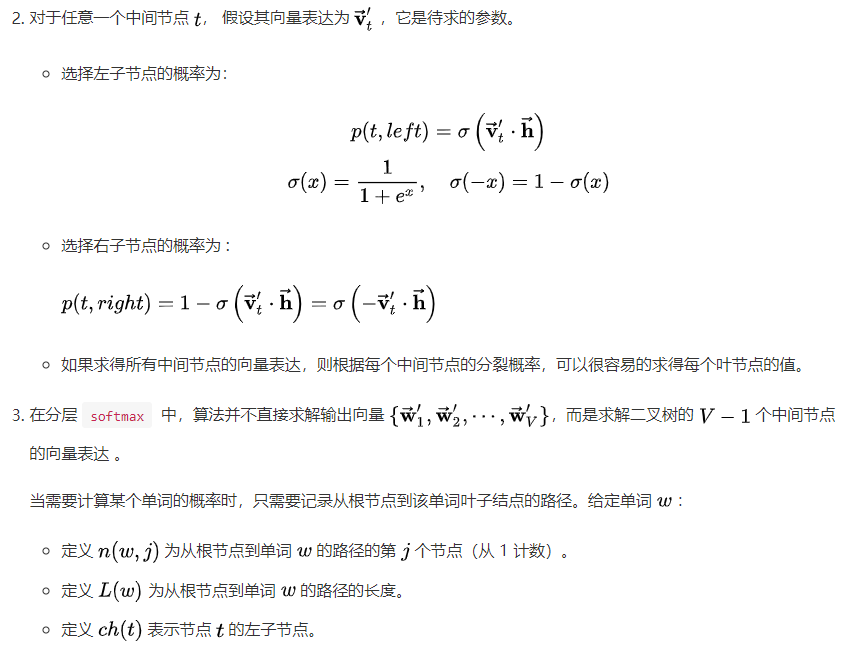 2. 对于任意一个中间节点 $t$， 假设其向量表达为 $\vec{\mathbf{v}}'_t$ ，它是待求的参数。
○ 选择左子节点的概率为：
$p(t, left) = \sigma\left(\vec{\mathbf{v}}'_t \cdot \vec{\mathbf{h}}\right)$
$\sigma(x) = \frac{1}{1 + e^x}, \quad \sigma(-x) = 1 - \sigma(x)$
○ 选择右子节点的概率为：
$p(t, right) = 1 - \sigma\left(\vec{\mathbf{v}}'_t \cdot \vec{\mathbf{h}}\right) = \sigma\left(-\vec{\mathbf{v}}'_t \cdot \vec{\mathbf{h}}\right)$
○ 如果求得所有中间节点的向量表达，则根据每个中间节点的分裂概率，可以很容易的求得每个叶节点的值。
3. 在分层 softmax 中，算法并不直接求解输出向量 $\{\vec{\mathbf{w}}'_1, \vec{\mathbf{w}}'_2, \cdots, \vec{\mathbf{w}}'_V\}$，而是求解二叉树的 $V - 1$ 个中间节点
的向量表达 。
当需要计算某个单词的概率时，只需要记录从根节点到该单词叶子结点的路径。给定单词 $w$：
○ 定义 $n(w, j)$ 为从根节点到单词 $w$ 的路径的第 $j$ 个节点（从 1 计数）。
○ 定义 $L(w)$ 为从根节点到单词 $w$ 的路径的长度。
○ 定义 $ch(t)$ 表示节点 $t$ 的左子节点。